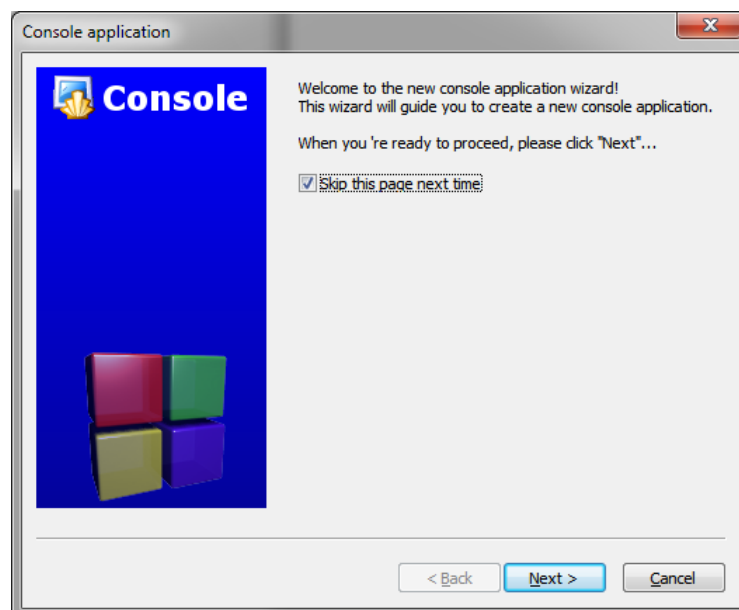 Console application
Console
Welcome to the new console application wizard!
This wizard will guide you to create a new console application.
When you 're ready to proceed, please click "Next"...
Skip this page next time
< Back
Next >
Cancel